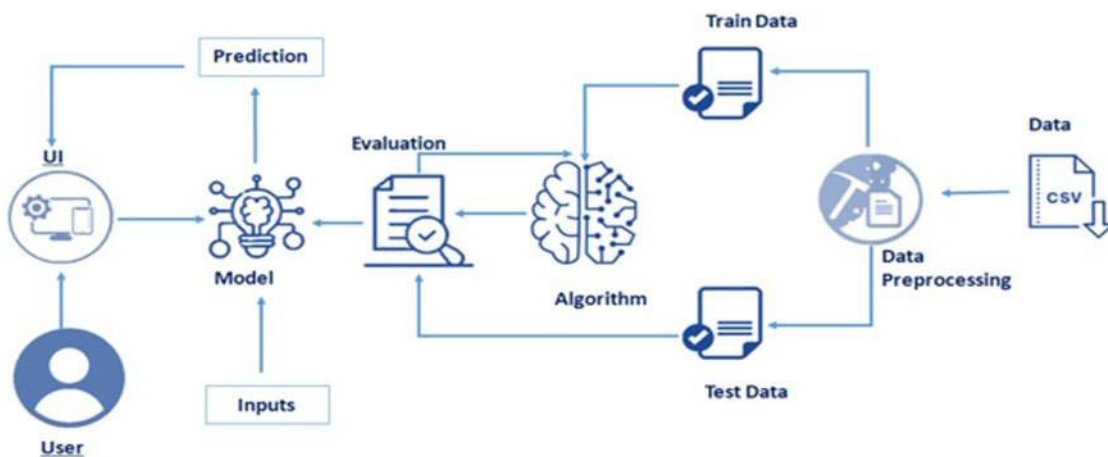 Train Data
Prediction
Data
Evaluation
UI
CSV
Model
Data
Preprocessing
Algorithm
Test Data
Inputs
User